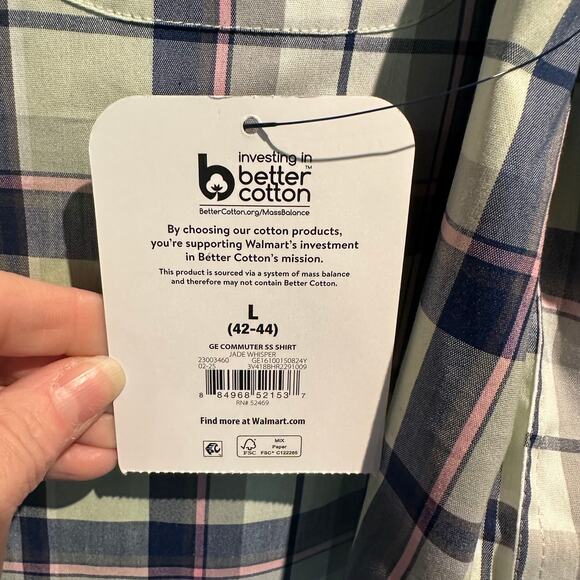 investing in
better™
cotton
BetterCotton.org/MassBalance
By choosing our cotton products,
you're supporting Walmart's investment
in Better Cotton's mission.
This product is sourced via a system of mass balance
and therefore may not contain Better Cotton.
L
(42-44)
GE COMMUTER SS SHIRT
JADE WHISPER
23003460 GE16100150824Y
02-25 3V418BHR2291009
8 84968 52153 7
RN# 52469
Find more at Walmart.com
FSC
MIX
Paper
FSC® C122265